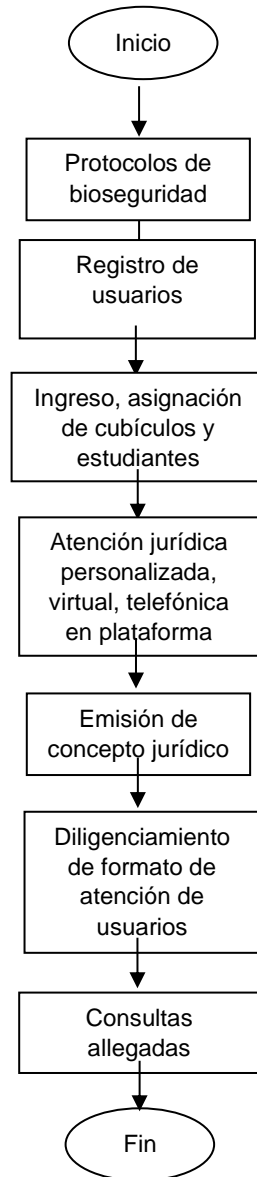 Inicio
Protocolos de
bioseguridad
Registro de
usuarios
Ingreso, asignación
de cubículos y
estudiantes
Atención jurídica
personalizada,
virtual, telefónica
en plataforma
Emisión de
concepto jurídico
Diligenciamiento
de formato de
atención de
usuarios
Consultas
allegadas
Fin